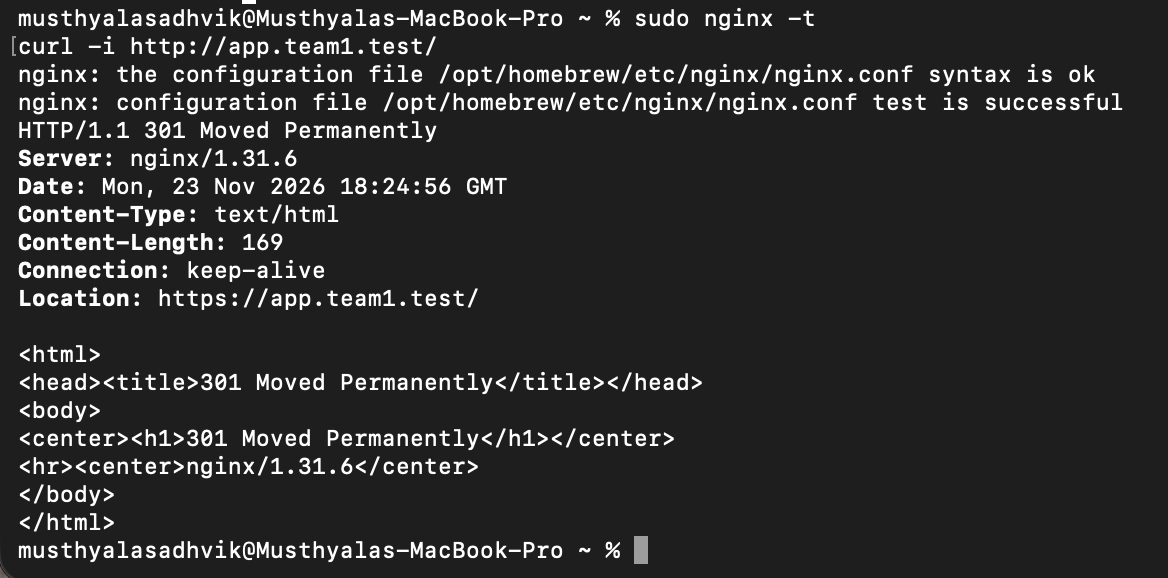 musthyalasadhvik@Musthyalas-MacBook-Pro ~ % sudo nginx -t
[curl -i http://app.team1.test/
nginx: the configuration file /opt/homebrew/etc/nginx/nginx.conf syntax is ok
nginx: configuration file /opt/homebrew/etc/nginx/nginx.conf test is successful
HTTP/1.1 301 Moved Permanently
Server: nginx/1.31.6
Date: Mon, 23 Nov 2026 18:24:56 GMT
Content-Type: text/html
Content-Length: 169
Connection: keep-alive
Location: https://app.team1.test/

<html>
<head><title>301 Moved Permanently</title></head>
<body>
<center><h1>301 Moved Permanently</h1></center>
<hr><center>nginx/1.31.6</center>
</body>
</html>
musthyalasadhvik@Musthyalas-MacBook-Pro ~ %